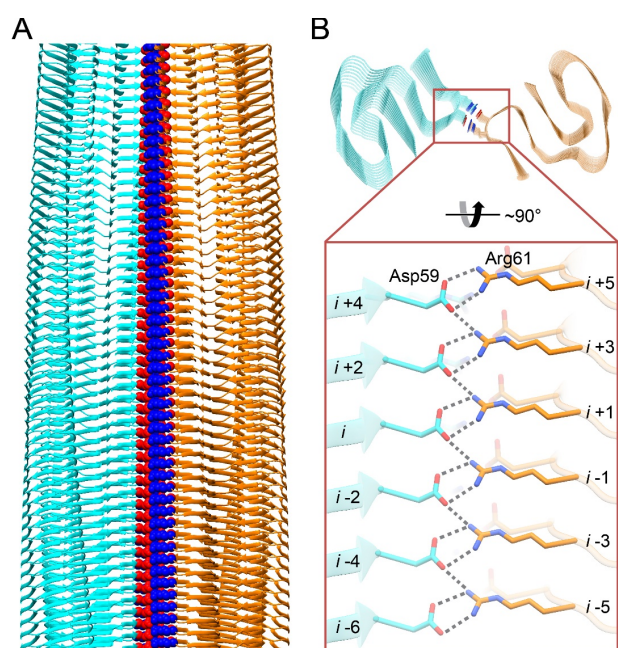 A
B
~90°
Asp59 Arg61
i +4 i +5
i +2 i +3
i i +1
i -2 i -1
i -4 i -3
i -6 i -5